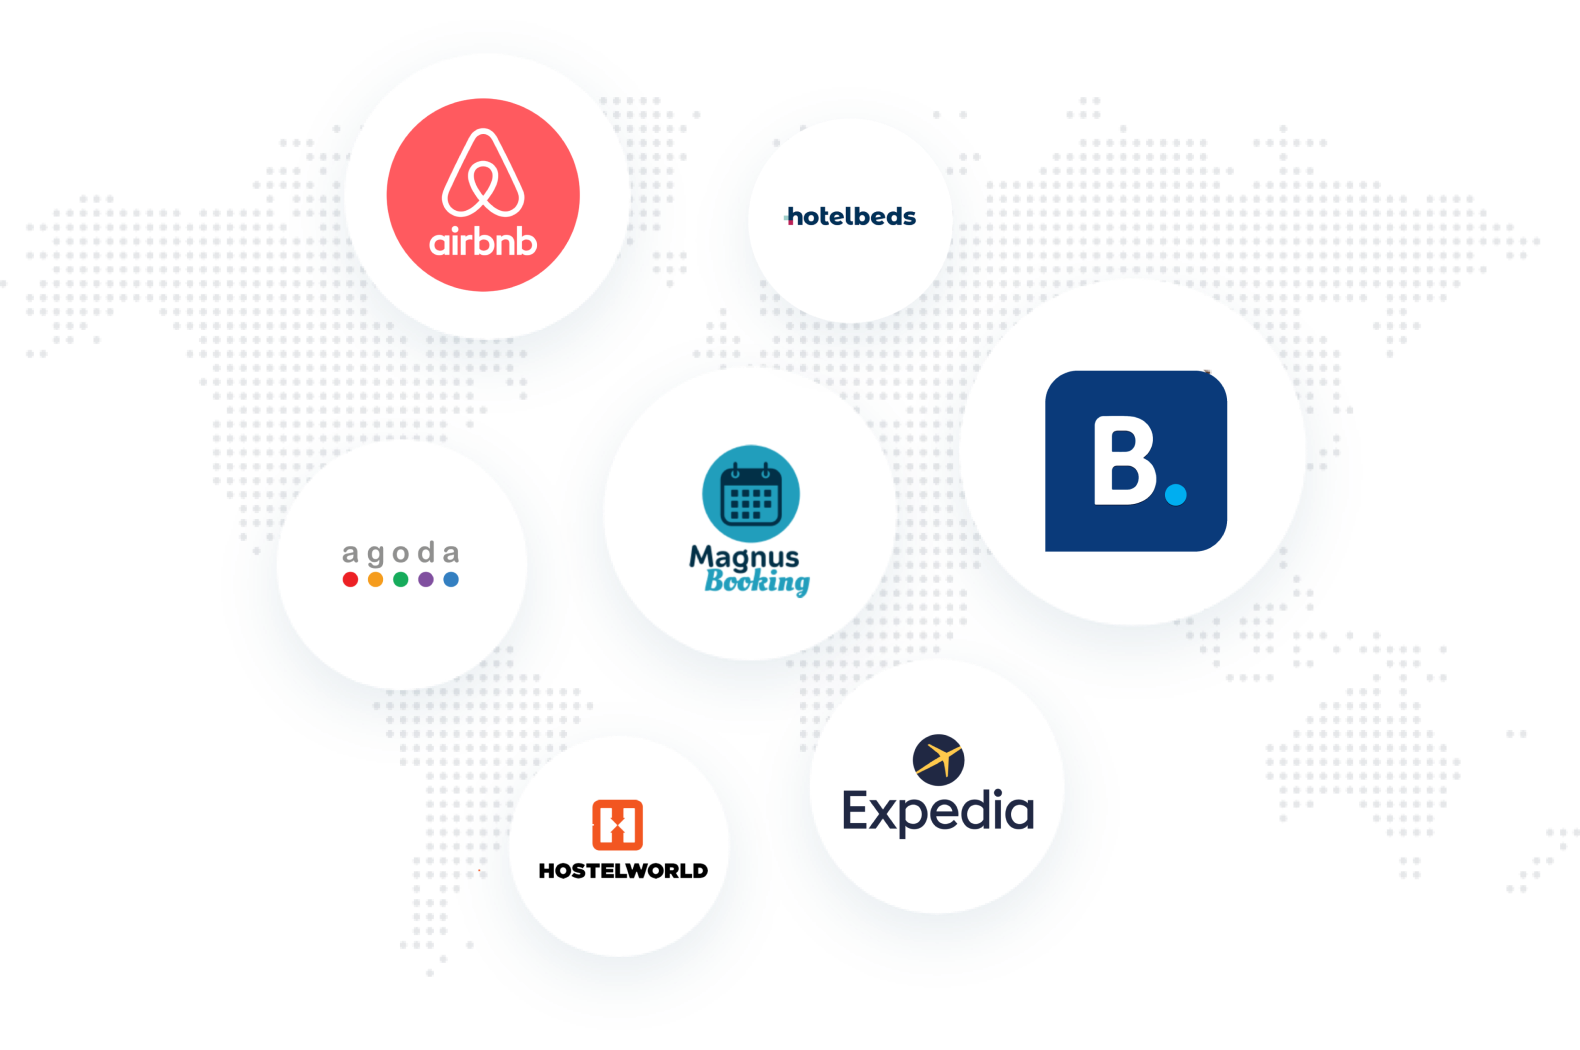 airbnb
hotelbeds
B.
agoda
Magnus
Booking
Expedia
HOSTELWORLD